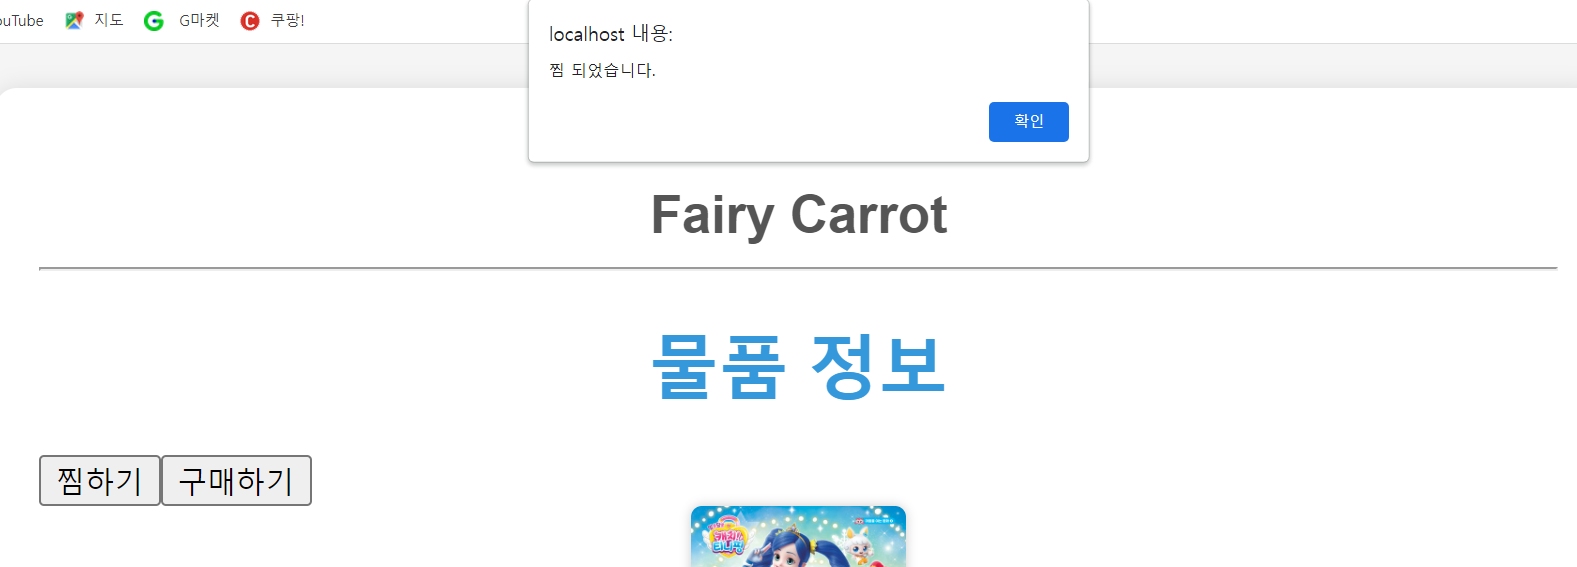 ouTube 지도 G마켓 쿠팡!
localhost 내용:
찜 되었습니다.
확인
Fairy Carrot
물품 정보
찜하기 구매하기
캐치!
티니핑